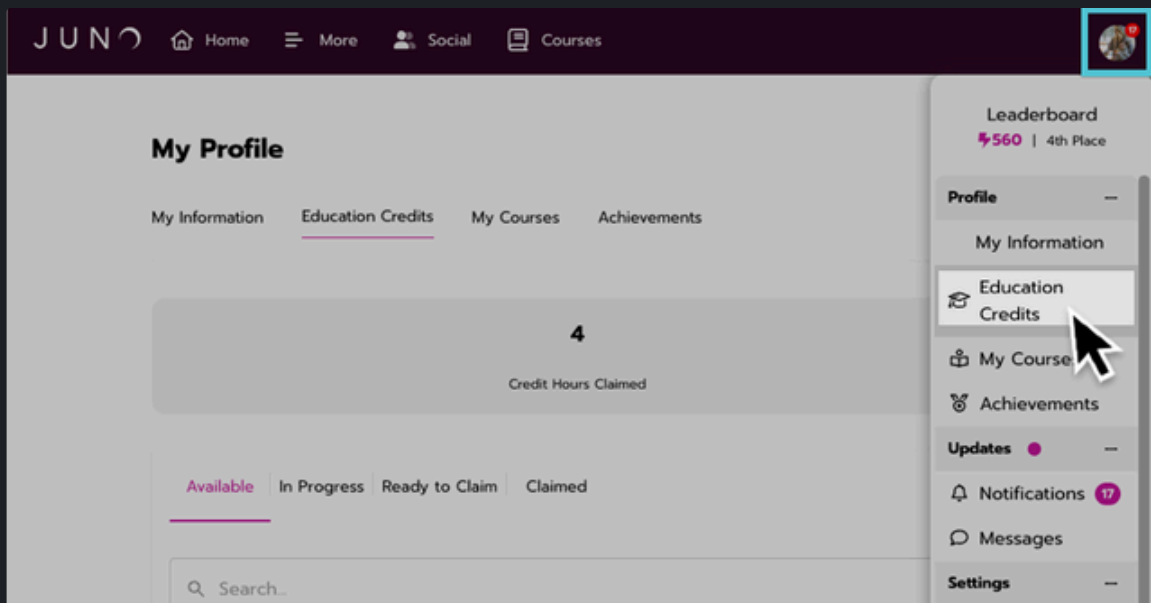 JUNO Home More Social Courses 17
My Profile
My Information Education Credits My Courses Achievements
4
Credit Hours Claimed
Available In Progress Ready to Claim Claimed
Search...
Leaderboard
560 | 4th Place
Profile
My Information
Education
Credits
My Course
Achievements
Updates
Notifications 17
Messages
Settings